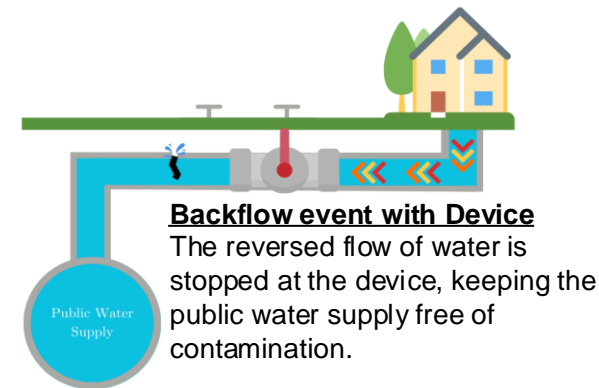 Backflow event with Device
The reversed flow of water is
stopped at the device, keeping the
public water supply free of
contamination.
Public Water
Supply